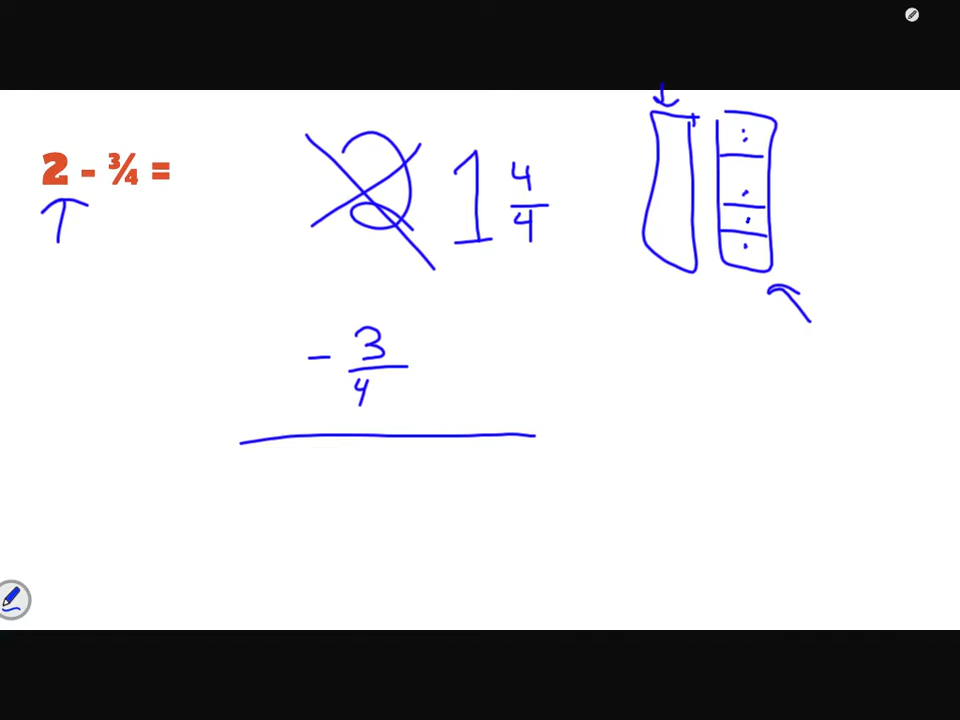 2 - ¾ =
2 1 4/4
- 3/4